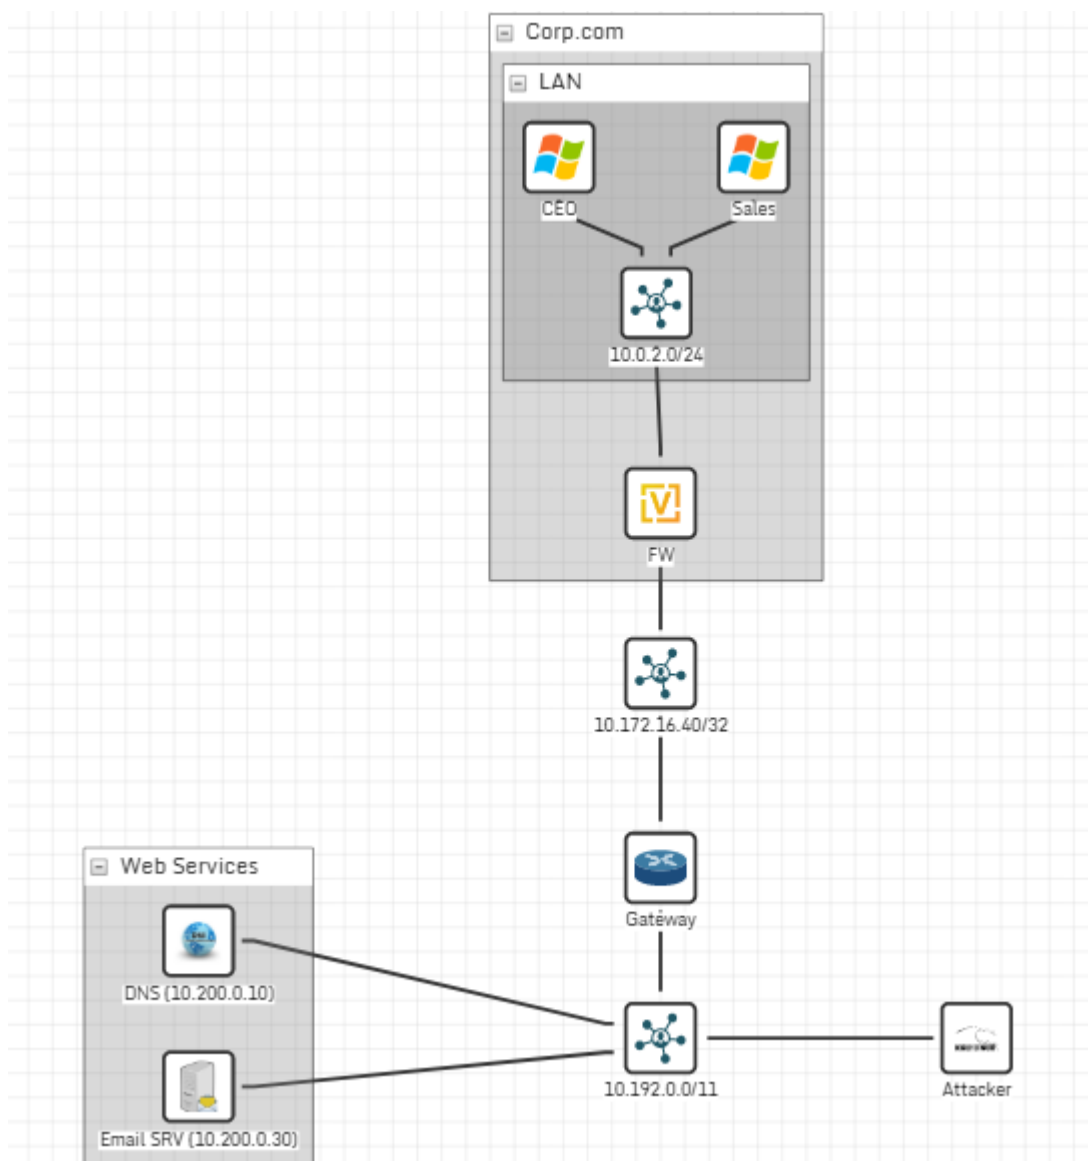 Corp.com
LAN
CEO
Sales
10.0.2.0/24
FW
10.172.16.40/32
Gateway
Web Services
DNS (10.200.0.10)
10.192.0.0/11
Attacker
Email SRV (10.200.0.30)